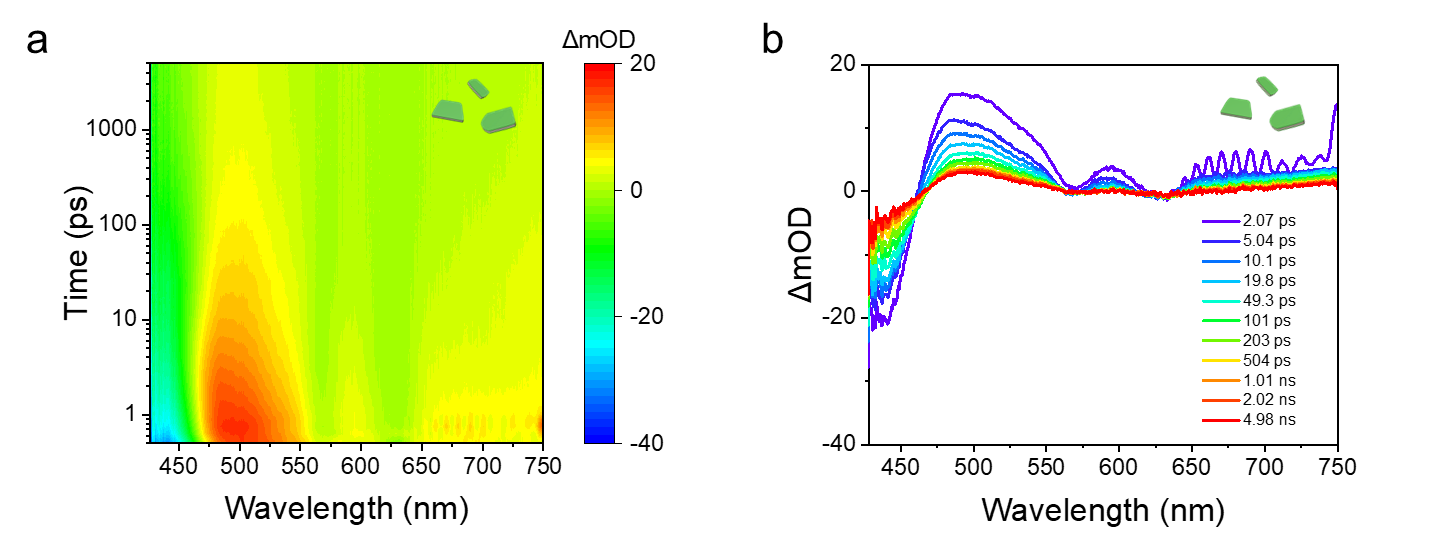 a
ΔmOD
20
0
-20
-40
1000
100
10
1
Time (ps)
450 500 550 600 650 700 750
Wavelength (nm)
b
20
0
-20
-40
ΔmOD
2.07 ps
5.04 ps
10.1 ps
19.8 ps
49.3 ps
101 ps
203 ps
504 ps
1.01 ns
2.02 ns
4.98 ns
450 500 550 600 650 700 750
Wavelength (nm)